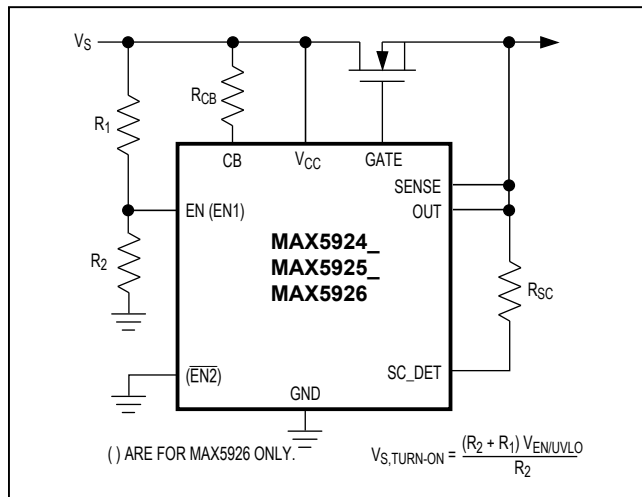 VS
RCB
R1
CB
VCC
GATE
SENSE
EN (EN1)
OUT
MAX5924_
MAX5925_
MAX5926
R2
RSC
(E̅N̅2̅)
SC_DET
GND
( ) ARE FOR MAX5926 ONLY.
VS,TURN-ON = (R2 + R1) VEN/UVLO
R2